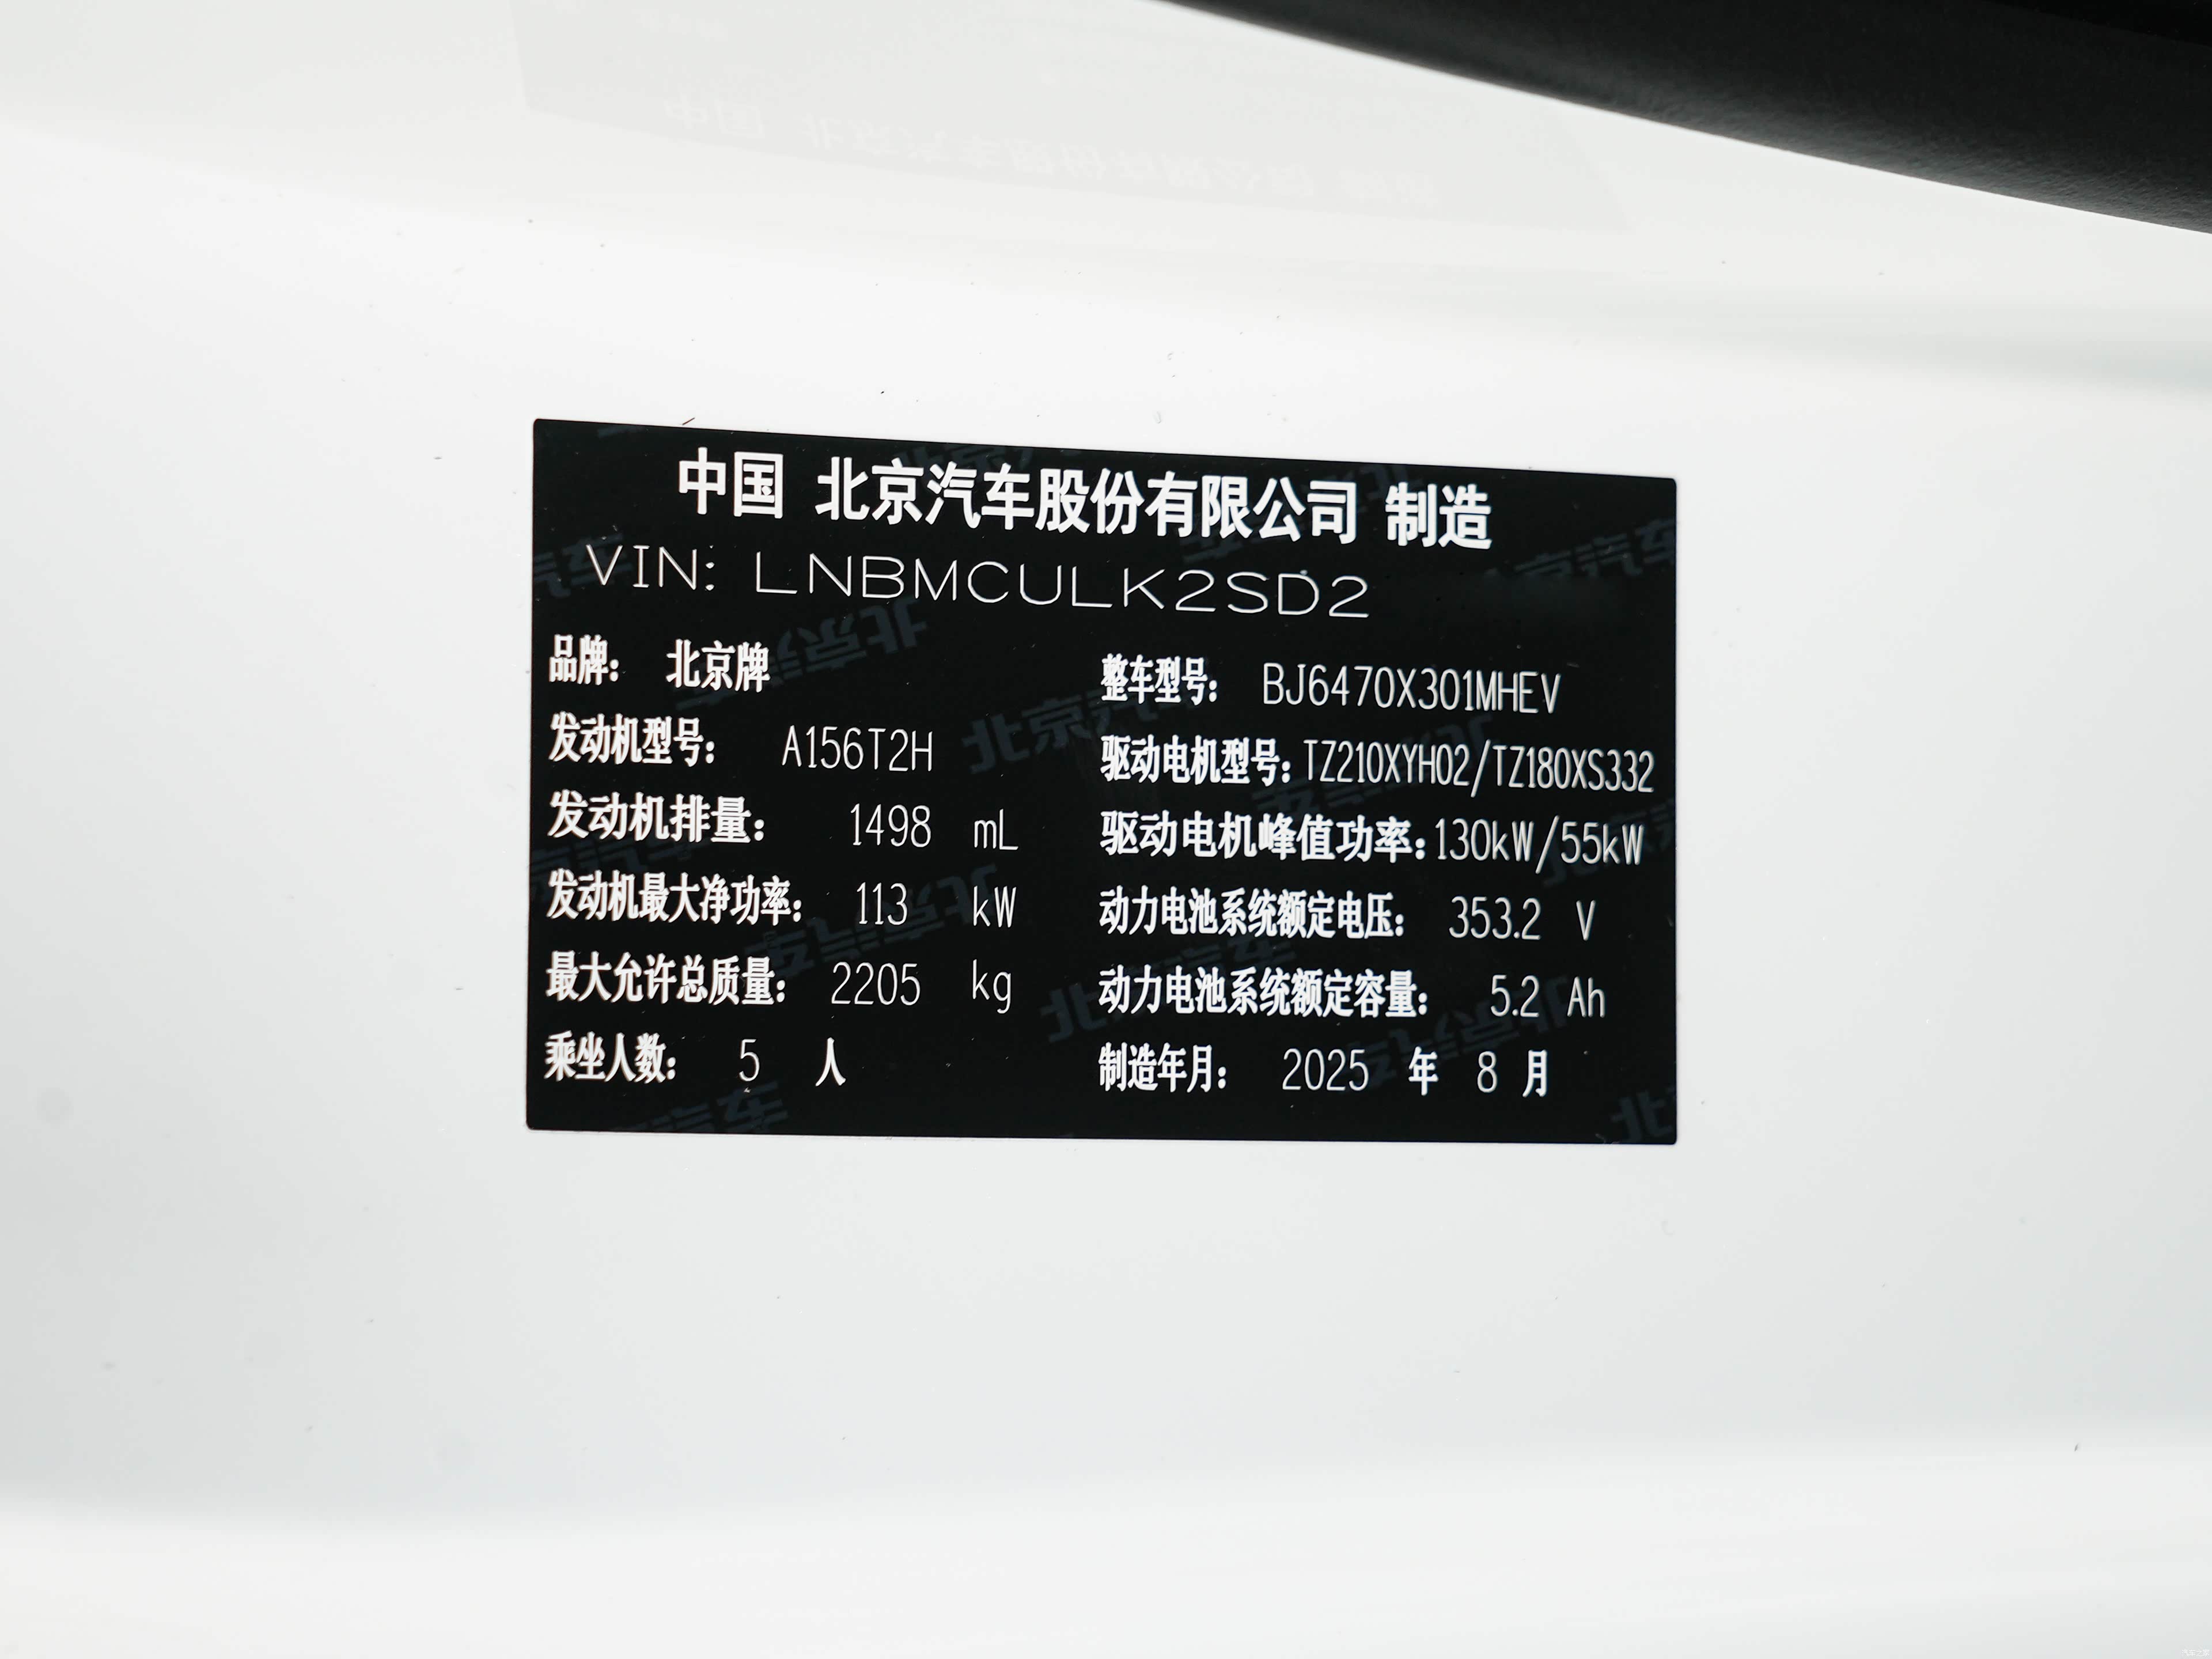 中国 北京汽车股份有限公司 制造
VIN: LNBMCULK2SD2
品牌： 北京牌 整车型号： BJ6470X301MHEV
发动机型号： A156T2H 驱动电机型号：TZ210XYH02/TZ180XS332
发动机排量： 1498 mL 驱动电机峰值功率：130kW/55kW
发动机最大净功率： 113 kW 动力电池系统额定电压： 353.2 V
最大允许总质量： 2205 kg 动力电池系统额定容量： 5.2 Ah
乘坐人数： 5 人 制造年月： 2025 年 8 月